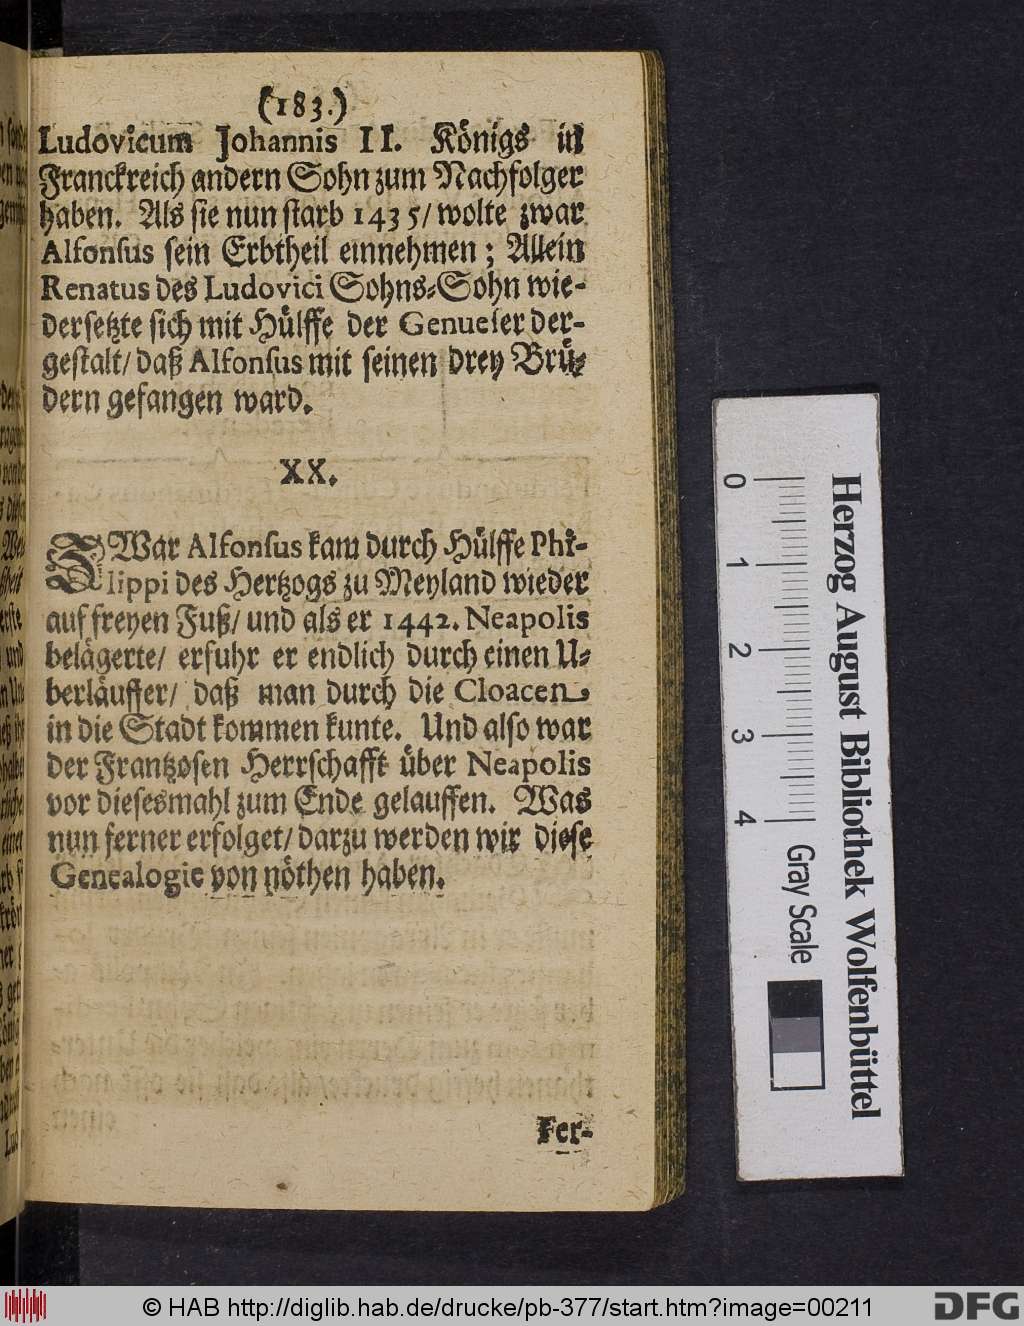 (183.)
Ludovicum Johannis II. Königs in
Franckreich andern Sohn zum Nachfolger
haben. Als sie nun starb 1435/ wolte zwar
Alfonsus sein Erbtheil einnehmen; Allein
Renatus des Ludovici Sohns-Sohn wie-
dersetzte sich mit Hülffe der Genueser der-
gestalt/ daß Alfonsus mit seinen drey Brü-
dern gefangen ward.
XX.
ZWar Alfonsus kam durch Hülffe Phi-
lippi des Hertzogs zu Meyland wieder
auf freyen Fuß/ und als er 1442. Neapolis
belägerte/ erfuhr er endlich durch einen U-
berläuffer/ daß man durch die Cloacen
in die Stadt kommen kunte. Und also war
der Frantzosen Herrschafft über Neapolis
vor diesesmahl zum Ende gelauffen. Was
nun ferner erfolget/ darzu werden wir diese
Genealogie von nöthen haben.
Fer-
0 1 2 3 4
Gray Scale
Herzog August Bibliothek Wolfenbüttel
© HAB http://diglib.hab.de/drucke/pb-377/start.htm?image=00211
DFG